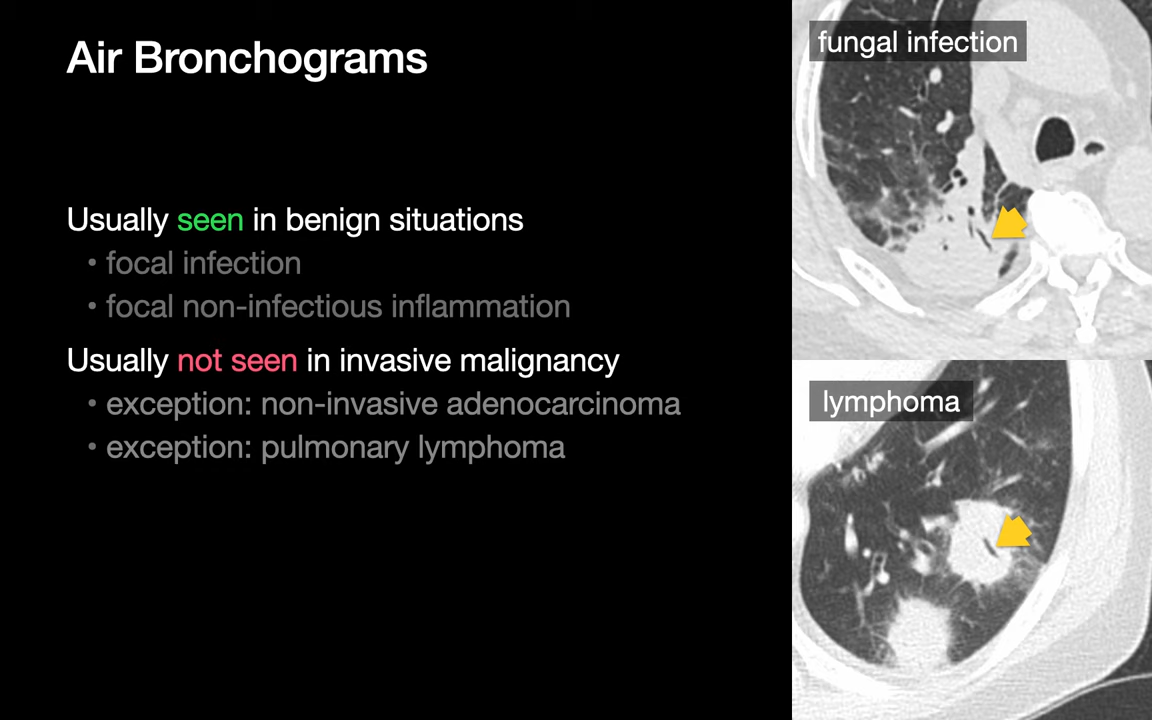 Air Bronchograms
Usually seen in benign situations
• focal infection
• focal non-infectious inflammation
Usually not seen in invasive malignancy
• exception: non-invasive adenocarcinoma
• exception: pulmonary lymphoma
fungal infection
lymphoma